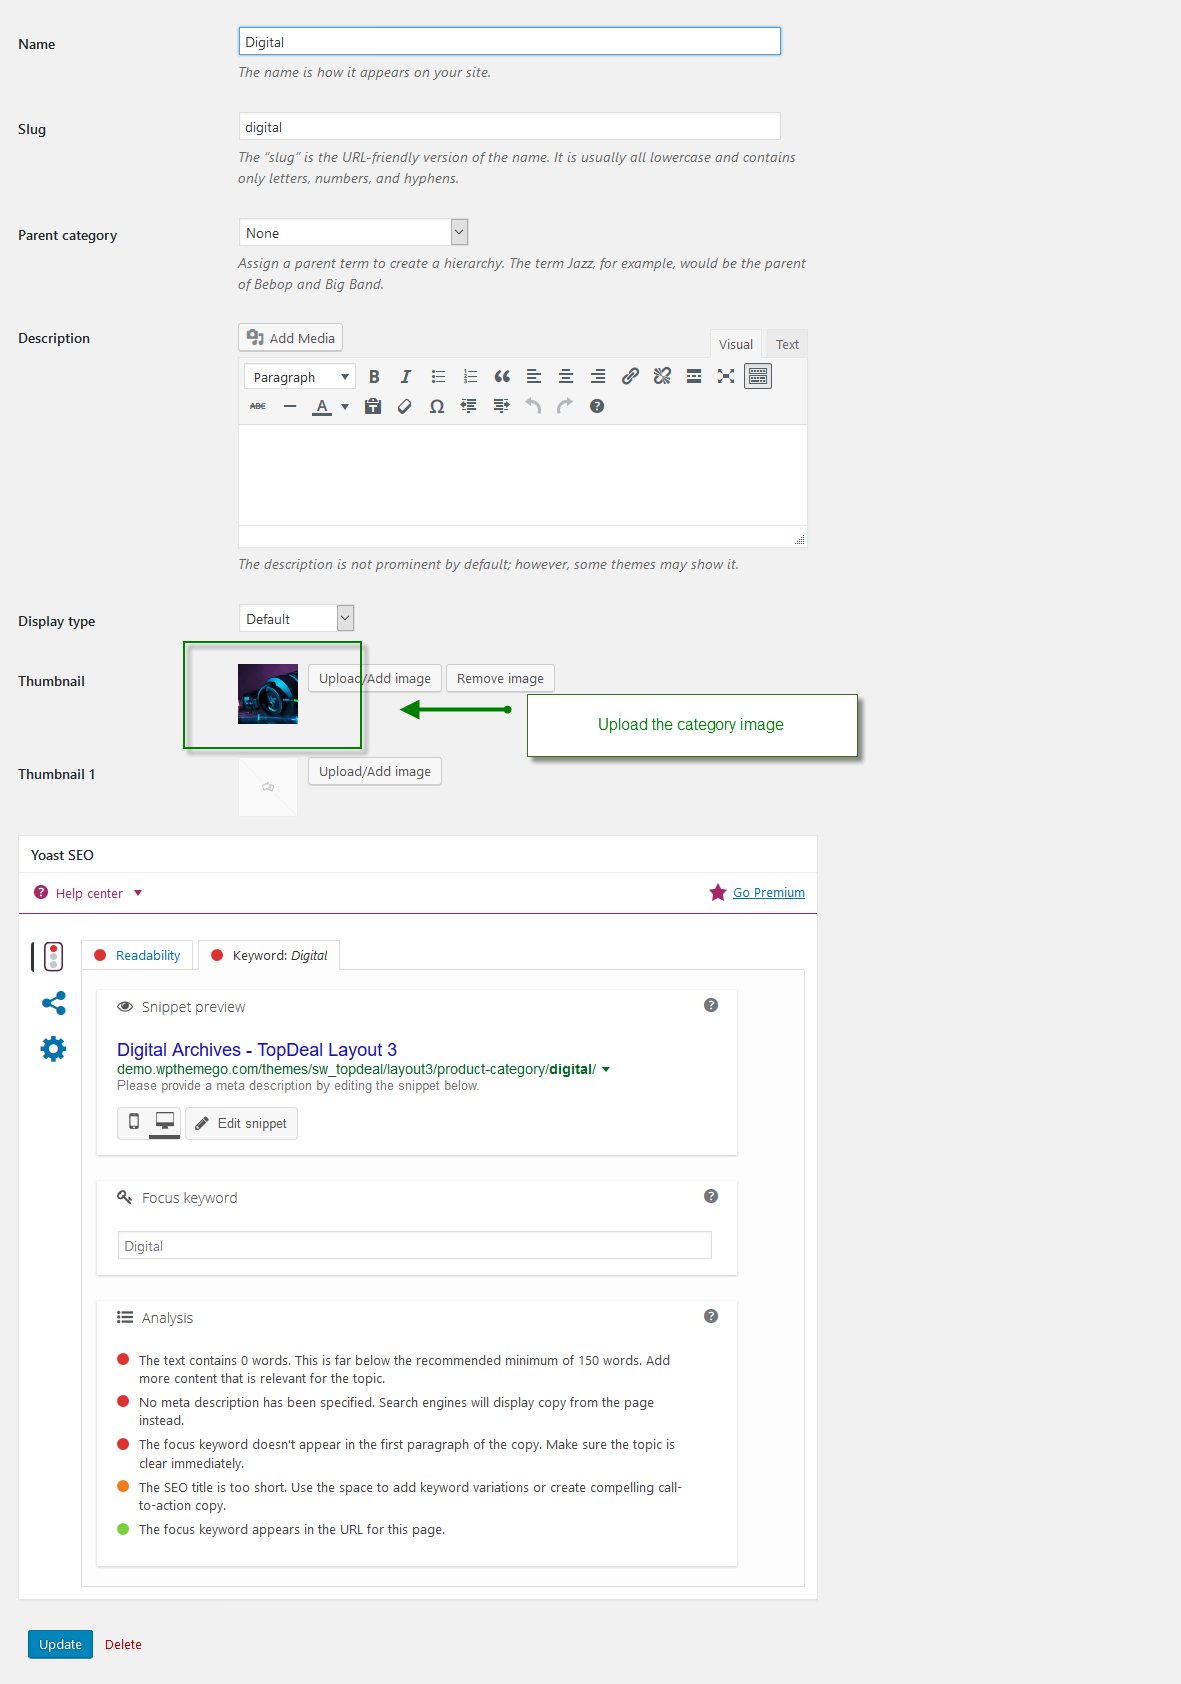 Name
Digital
The name is how it appears on your site.
Slug
digital
The “slug” is the URL-friendly version of the name. It is usually all lowercase and contains
only letters, numbers, and hyphens.
Parent category
None
Assign a parent term to create a hierarchy. The term Jazz, for example, would be the parent
of Bebop and Big Band.
Description
Add Media
Visual
Text
Paragraph
B I
ABC A T Ω
The description is not prominent by default; however, some themes may show it.
Display type
Default
Thumbnail
Upload/Add image
Remove image
Upload the category image
Thumbnail 1
Upload/Add image
Yoast SEO
Help center
Go Premium
Readability
Keyword: Digital
Snippet preview
Digital Archives - TopDeal Layout 3
demo.wpthemego.com/themes/sw_topdeal/layout3/product-category/digital/
Please provide a meta description by editing the snippet below.
Edit snippet
Focus keyword
Digital
Analysis
The text contains 0 words. This is far below the recommended minimum of 150 words. Add
more content that is relevant for the topic.
No meta description has been specified. Search engines will display copy from the page
instead.
The focus keyword doesn't appear in the first paragraph of the copy. Make sure the topic is
clear immediately.
The SEO title is too short. Use the space to add keyword variations or create compelling call-
to-action copy.
The focus keyword appears in the URL for this page.
Update
Delete